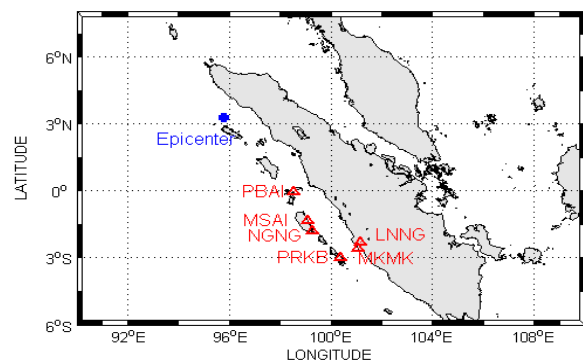 6°N
3°N
0°
3°S
6°S
LATITUDE
Epicenter
PBAI
MSAI
NGNG
LNNG
PRKB
MKMK
92°E
96°E
100°E
104°E
108°E
LONGITUDE